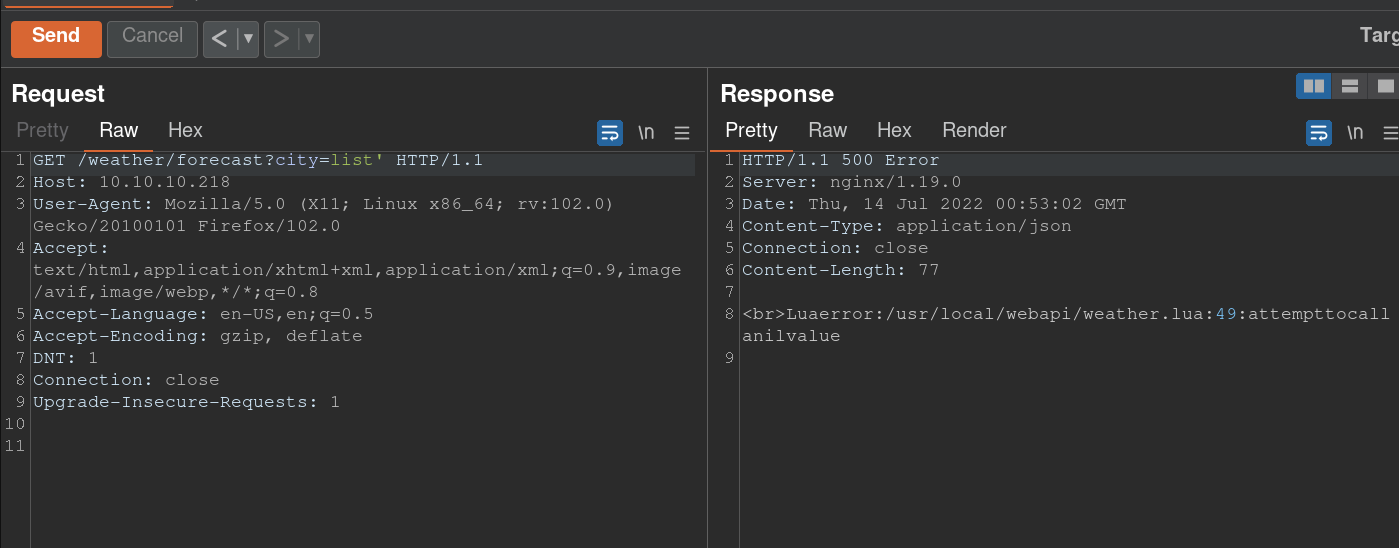 Send
Cancel
<
>
Targ
Request
Response
Pretty
Raw
Hex
\n
Pretty
Raw
Hex
Render
\n
1 GET /weather/forecast?city=list' HTTP/1.1
2 Host: 10.10.10.218
3 User-Agent: Mozilla/5.0 (X11; Linux x86_64; rv:102.0)
Gecko/20100101 Firefox/102.0
4 Accept:
text/html,application/xhtml+xml,application/xml;q=0.9,image
/avif,image/webp,*/*;q=0.8
5 Accept-Language: en-US,en;q=0.5
6 Accept-Encoding: gzip, deflate
7 DNT: 1
8 Connection: close
9 Upgrade-Insecure-Requests: 1
10
11
1 HTTP/1.1 500 Error
2 Server: nginx/1.19.0
3 Date: Thu, 14 Jul 2022 00:53:02 GMT
4 Content-Type: application/json
5 Connection: close
6 Content-Length: 77
7
8 <br>Luaerror:/usr/local/webapi/weather.lua:49:attempttocall
anilvalue
9